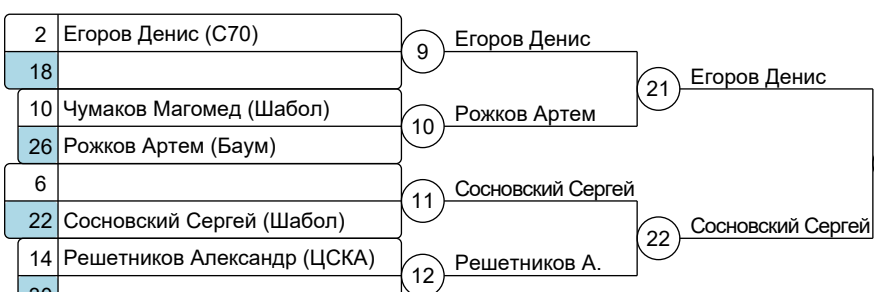 2 Егоров Денис (С70)
18
9 Егоров Денис
10 Чумаков Магомед (Шабол)
26 Рожков Артем (Баум)
10 Рожков Артем
21 Егоров Денис
6
22 Сосновский Сергей (Шабол)
11 Сосновский Сергей
14 Решетников Александр (ЦСКА)
12 Решетников А.
22 Сосновский Сергей